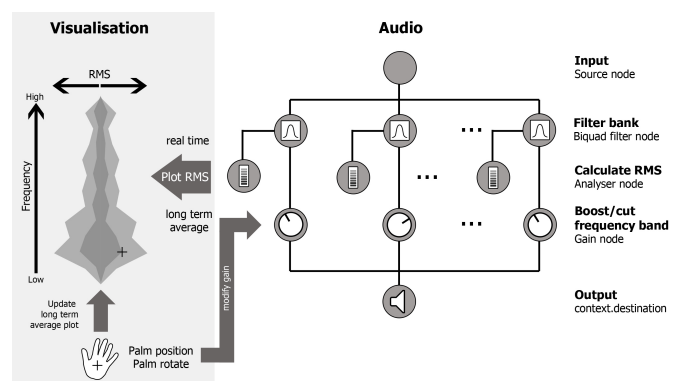 Visualisation
Audio
RMS
High
Frequency
Low
real time
Plot RMS
long term
average
modify gain
Update
long term
average plot
Palm position
Palm rotate
...
...
...
Input
Source node
Filter bank
Biquad filter node
Calculate RMS
Analyser node
Boost/cut
frequency band
Gain node
Output
context.destination